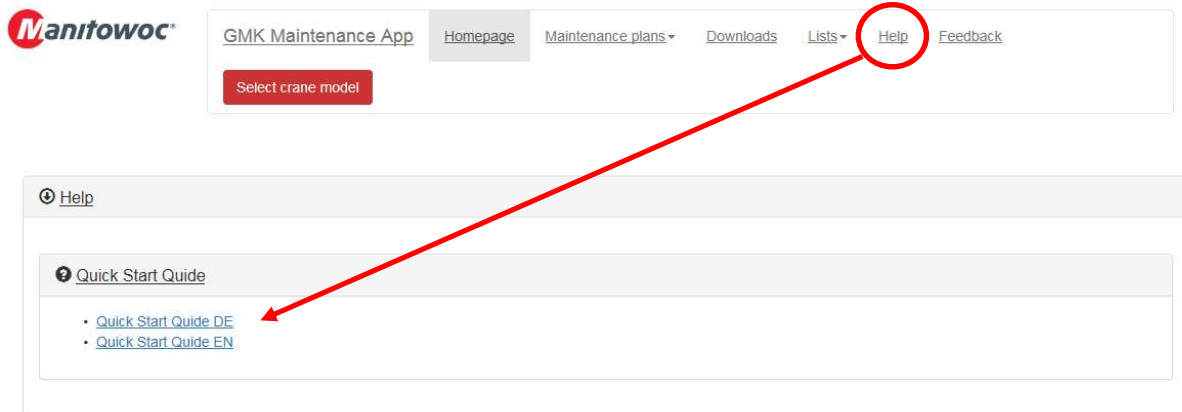 Manitowoc®
GMK Maintenance App Homepage Maintenance plans Downloads Lists Help Feedback
Select crane model
Help
Quick Start Quide
• Quick Start Quide DE
• Quick Start Quide EN